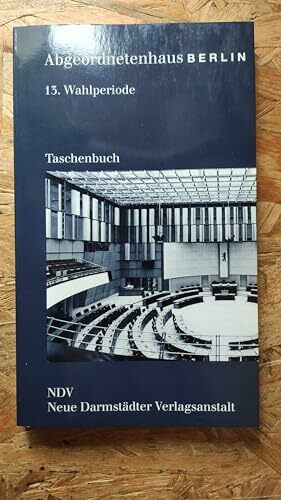 Abgeordnetenhaus BERLIN
13. Wahlperiode
Taschenbuch
NDV
Neue Darmstädter Verlagsanstalt